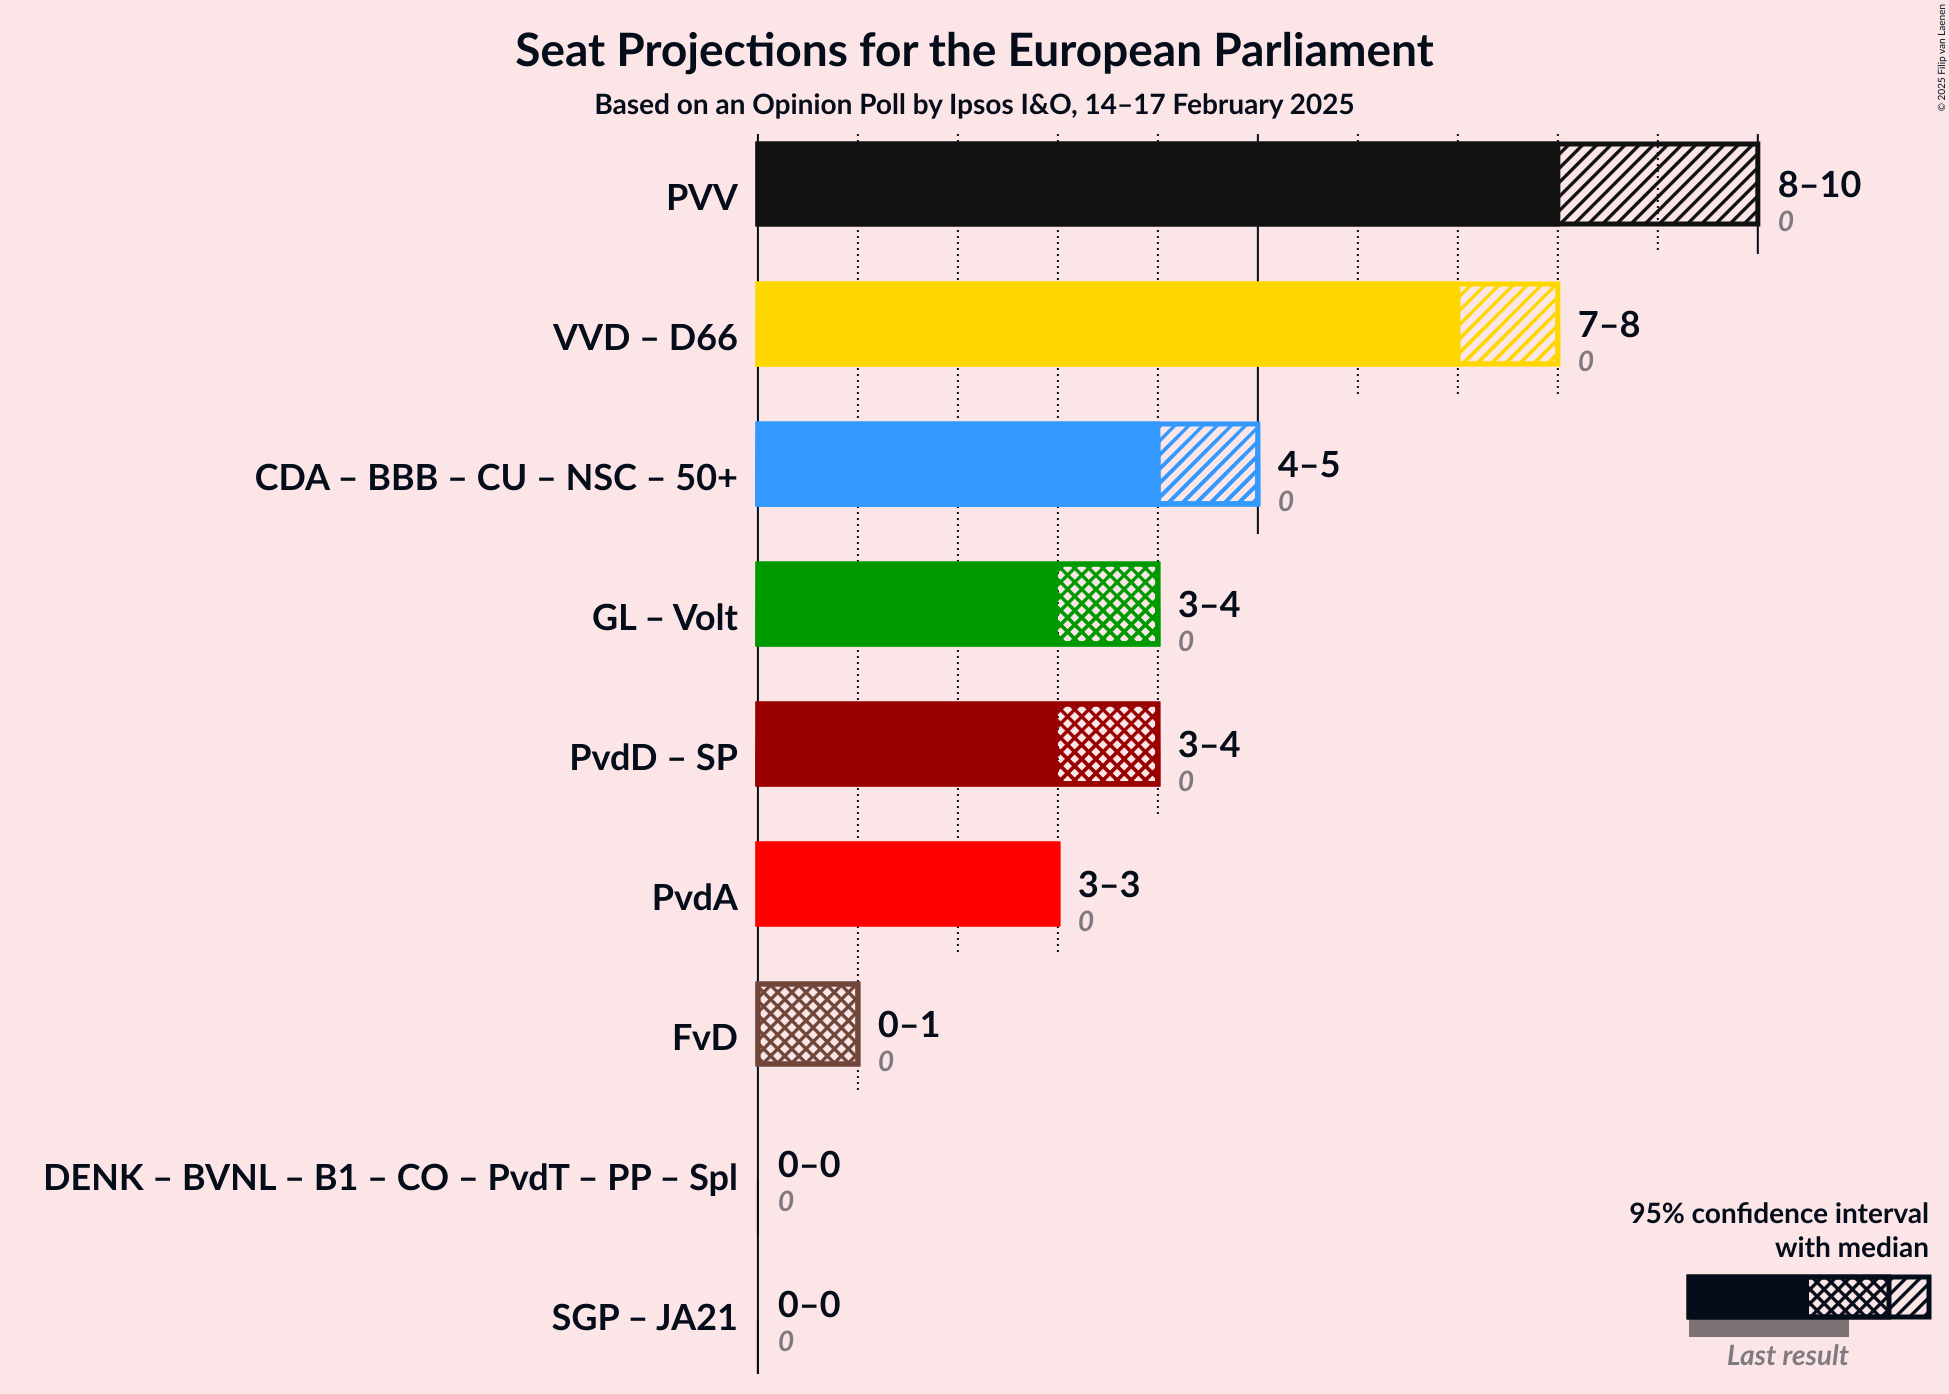 Seat Projections for the European Parliament
Based on an Opinion Poll by Ipsos I&O, 14–17 February 2025
© 2025 Filip van Laenen
PVV
8–10
0
VVD – D66
7–8
0
CDA – BBB – CU – NSC – 50+
4–5
0
GL – Volt
3–4
0
PvdD – SP
3–4
0
PvdA
3–3
0
FvD
0–1
0
DENK – BVNL – B1 – CO – PvdT – PP – Spl
0–0
0
SGP – JA21
0–0
0
95% confidence interval
with median
Last result